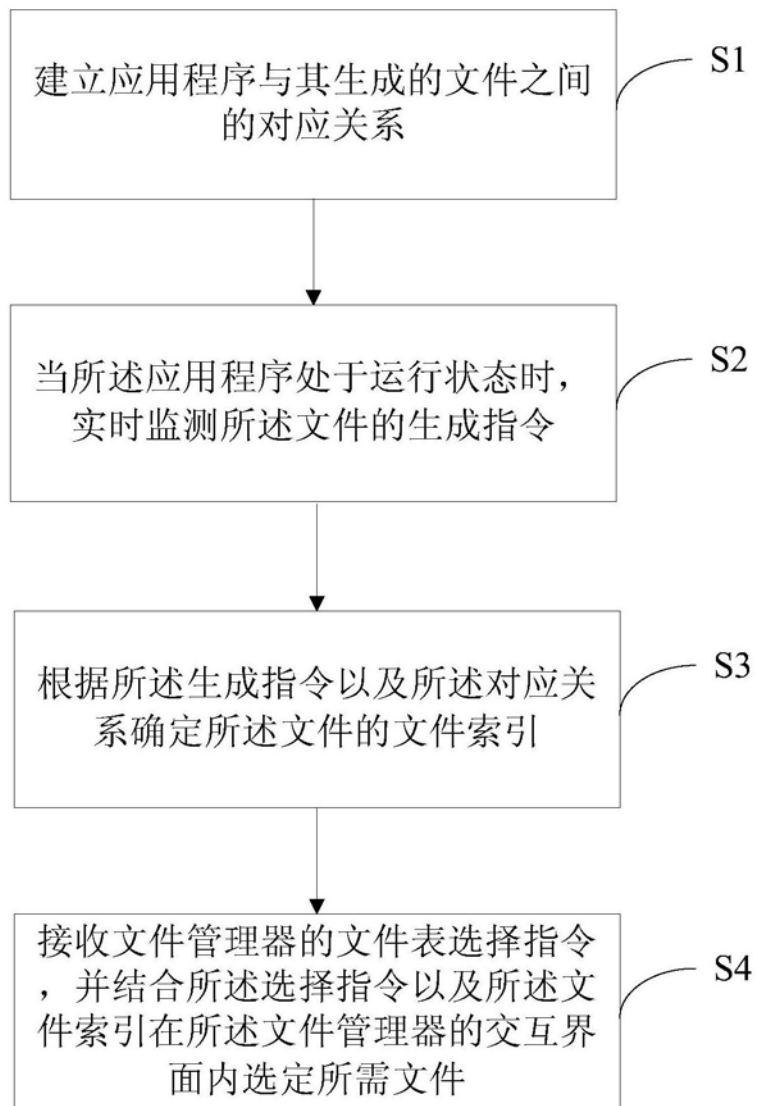 建立应用程序与其生成的文件之间
的对应关系
S1
当所述应用程序处于运行状态时,
实时监测所述文件的生成指令
S2
根据所述生成指令以及所述对应关
系确定所述文件的文件索引
S3
接收文件管理器的文件表选择指令
,并结合所述选择指令以及所述文
件索引在所述文件管理器的交互界
面内选定所需文件
S4